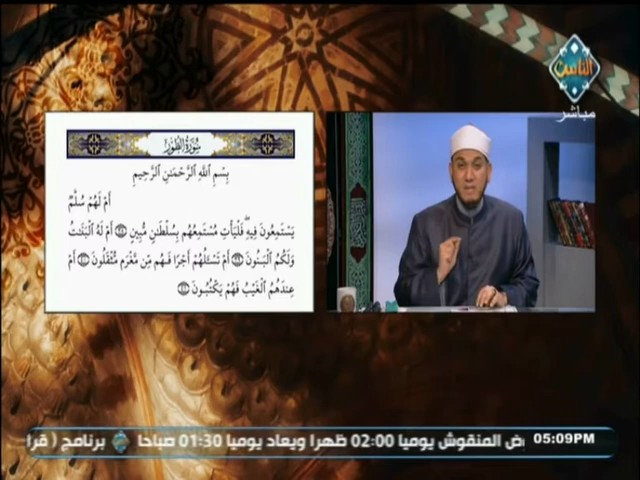 الناس
مباشر
سُورَةُ الطُّورِ
بِسْمِ اللَّهِ الرَّحْمَٰنِ الرَّحِيمِ
أَمْ لَهُمْ سُلَّمٌ
يَسْتَمِعُونَ فِيهِ ۖ فَلْيَأْتِ مُسْتَمِعُهُم بِسُلْطَانٍ مُّبِينٍ ۝ أَمْ لَهُ الْبَنَاتُ
وَلَكُمُ الْبَنُونَ ۝ أَمْ تَسْأَلُهُمْ أَجْرًا فَهُم مِّن مَّغْرَمٍ مُّثْقَلُونَ ۝ أَمْ
عِندَهُمُ الْغَيْبُ فَهُمْ يَكْتُبُونَ ۝
وض المنقوش يوميا 02:00 ظهرا ويعاد يوميا 01:30 صباحا برنامج ( قرا
05:09PM